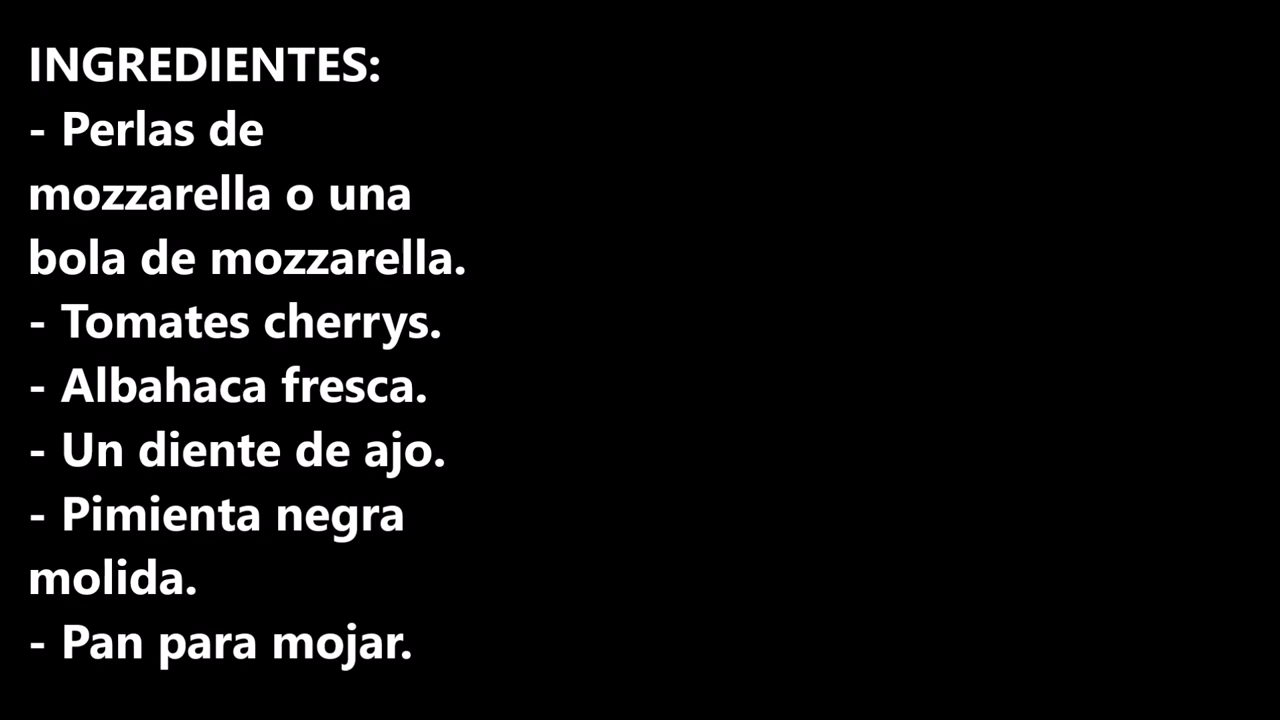 INGREDIENTES:
- Perlas de
mozzarella o una
bola de mozzarella.
- Tomates cherrys.
- Albahaca fresca.
- Un diente de ajo.
- Pimienta negra
molida.
- Pan para mojar.